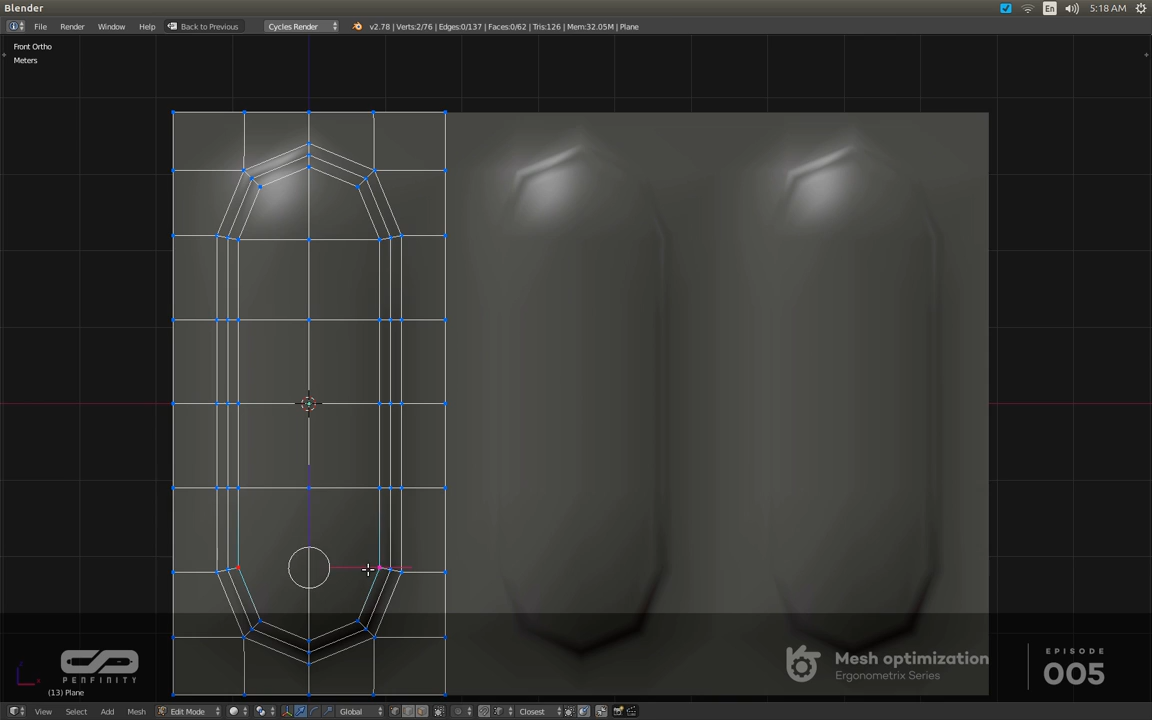 Blender
En
5:18 AM
File Render Window Help Back to Previous Cycles Render v2.78 | Verts:2/76 | Edges:0/137 | Faces:0/62 | Tris:126 | Mem:32.05M | Plane
Front Ortho
Meters
PENFINITY
Mesh optimization
Ergonometrix Series
EPISODE
005
(13) Plane
View Select Add Mesh Edit Mode Global Closest